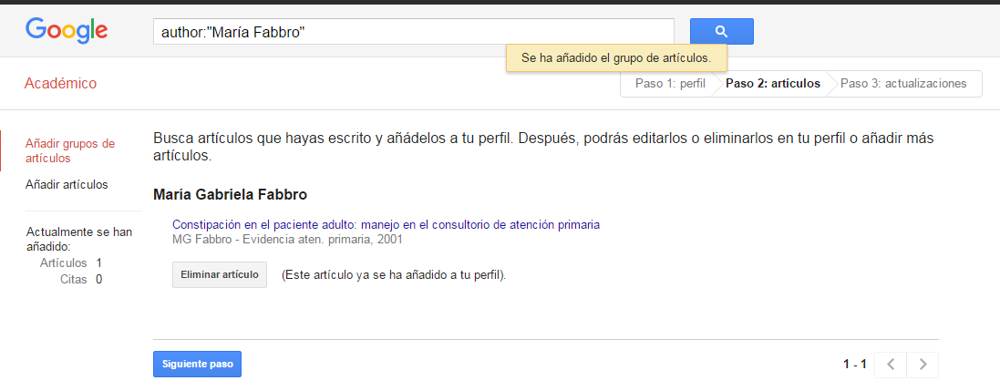 Google
author:"María Fabbro"
Se ha añadido el grupo de artículos.
Académico
Paso 1: perfil
Paso 2: artículos
Paso 3: actualizaciones
Añadir grupos de
artículos
Añadir artículos
Actualmente se han
añadido:
Artículos 1
Citas 0
Busca artículos que hayas escrito y añádelos a tu perfil. Después, podrás editarlos o eliminarlos en tu perfil o añadir más
artículos.
María Gabriela Fabbro
Constipación en el paciente adulto: manejo en el consultorio de atención primaria
MG Fabbro - Evidencia aten. primaria, 2001
Eliminar artículo
(Este artículo ya se ha añadido a tu perfil).
Siguiente paso
1 - 1